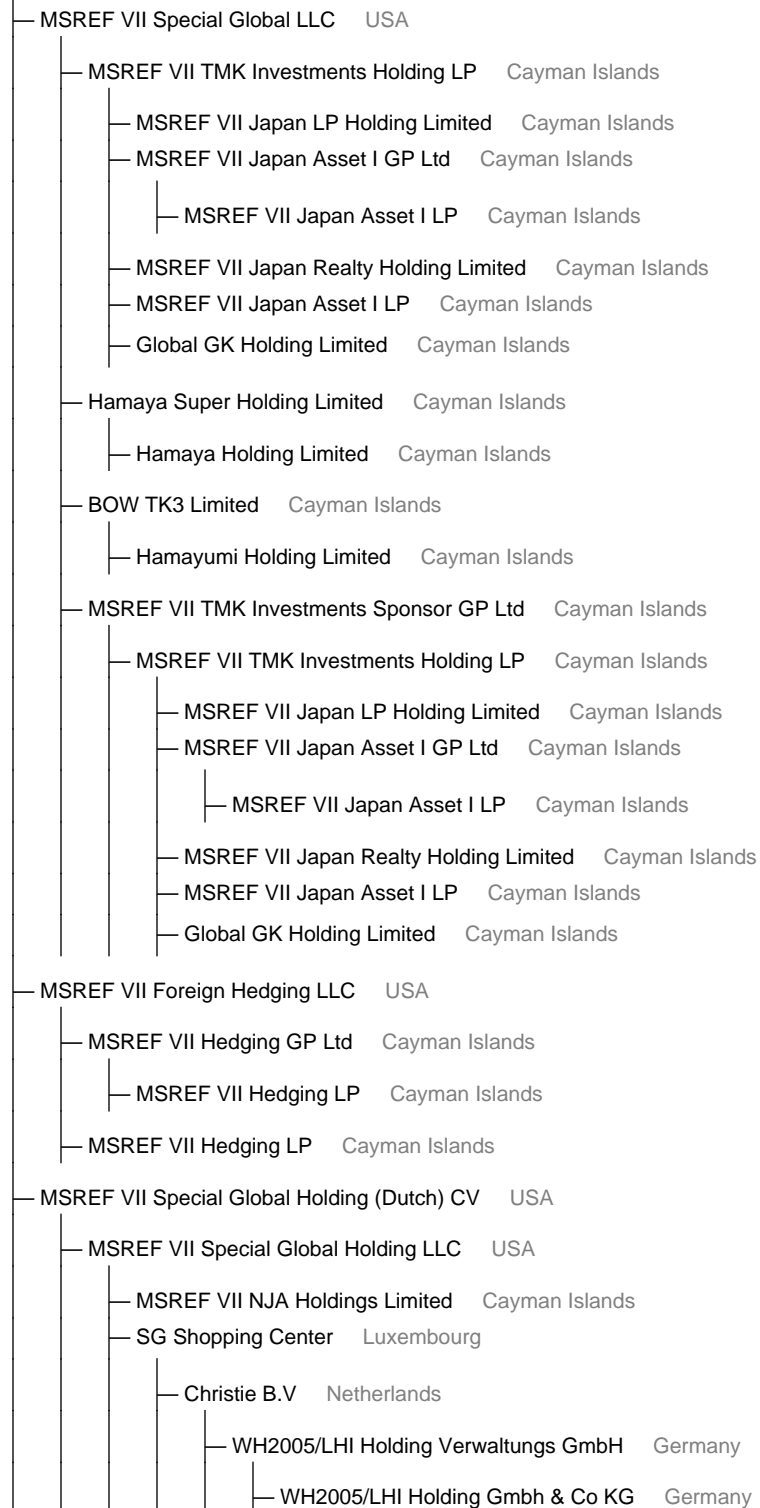 MSREF VII Special Global LLC USA
MSREF VII TMK Investments Holding LP Cayman Islands
MSREF VII Japan LP Holding Limited Cayman Islands
MSREF VII Japan Asset I GP Ltd Cayman Islands
MSREF VII Japan Asset I LP Cayman Islands
MSREF VII Japan Realty Holding Limited Cayman Islands
MSREF VII Japan Asset I LP Cayman Islands
Global GK Holding Limited Cayman Islands
Hamaya Super Holding Limited Cayman Islands
Hamaya Holding Limited Cayman Islands
BOW TK3 Limited Cayman Islands
Hamayumi Holding Limited Cayman Islands
MSREF VII TMK Investments Sponsor GP Ltd Cayman Islands
MSREF VII TMK Investments Holding LP Cayman Islands
MSREF VII Japan LP Holding Limited Cayman Islands
MSREF VII Japan Asset I GP Ltd Cayman Islands
MSREF VII Japan Asset I LP Cayman Islands
MSREF VII Japan Realty Holding Limited Cayman Islands
MSREF VII Japan Asset I LP Cayman Islands
Global GK Holding Limited Cayman Islands
MSREF VII Foreign Hedging LLC USA
MSREF VII Hedging GP Ltd Cayman Islands
MSREF VII Hedging LP Cayman Islands
MSREF VII Hedging LP Cayman Islands
MSREF VII Special Global Holding (Dutch) CV USA
MSREF VII Special Global Holding LLC USA
MSREF VII NJA Holdings Limited Cayman Islands
SG Shopping Center Luxembourg
Christie B.V Netherlands
WH2005/LHI Holding Verwaltungs GmbH Germany
WH2005/LHI Holding Gmbh & Co KG Germany